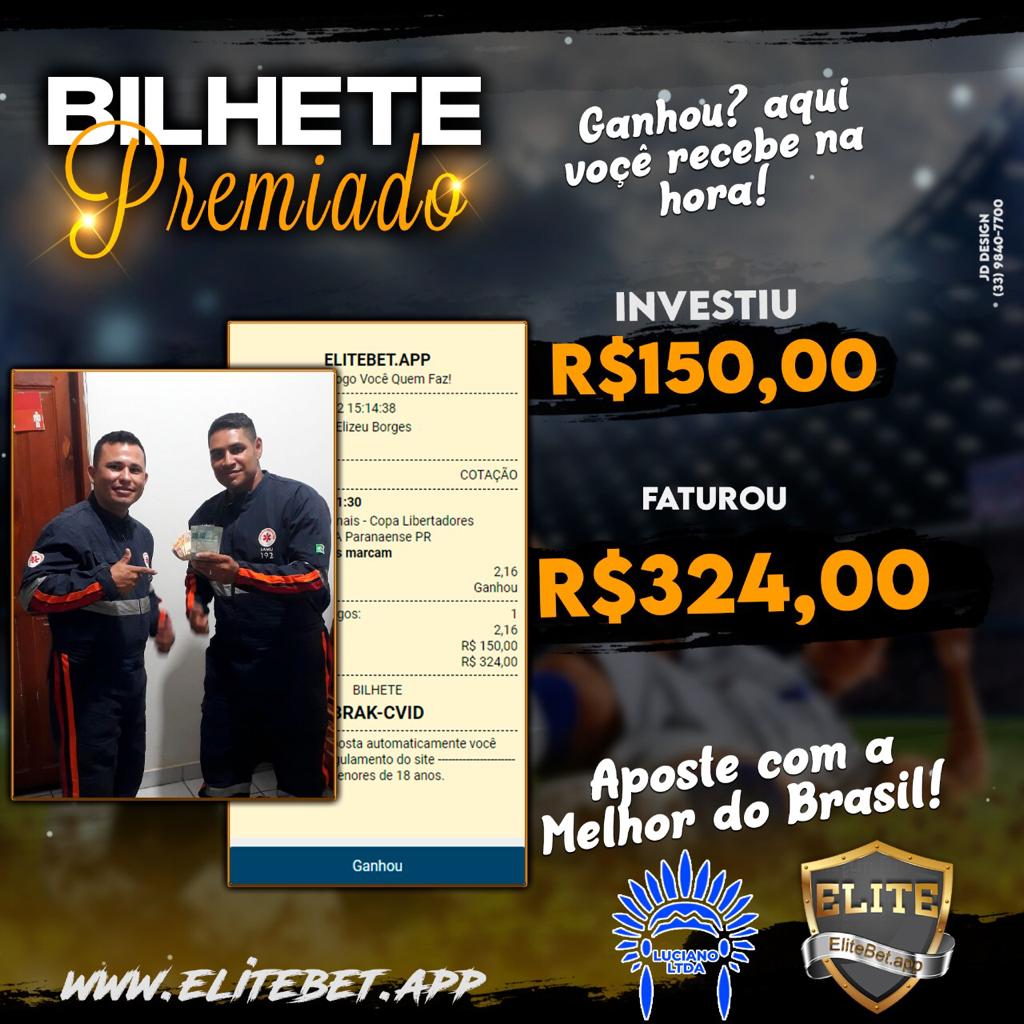 BILHETE
Premiado
Ganhou? aqui
voçê recebe na
hora!
JD DESIGN
(33) 9840-7700
INVESTIU
R$150,00
FATUROU
R$324,00
ELITEBET.APP
ogo Você Quem Faz!
2 15:14:38
Elizeu Borges
COTAÇÃO
1:30
nais - Copa Libertadores
A Paranaense PR
s marcam
2,16
Ganhou
gos: 1
2,16
R$ 150,00
R$ 324,00
BILHETE
BRAK-CVID
osta automaticamente você
gulamento do site --------------------
enores de 18 anos.
Ganhou
SAMU
192
Aposte com a
Melhor do Brasil!
LUCIANO
LTDA
ELITE
EliteBet.app
WWW.ELITEBET.APP